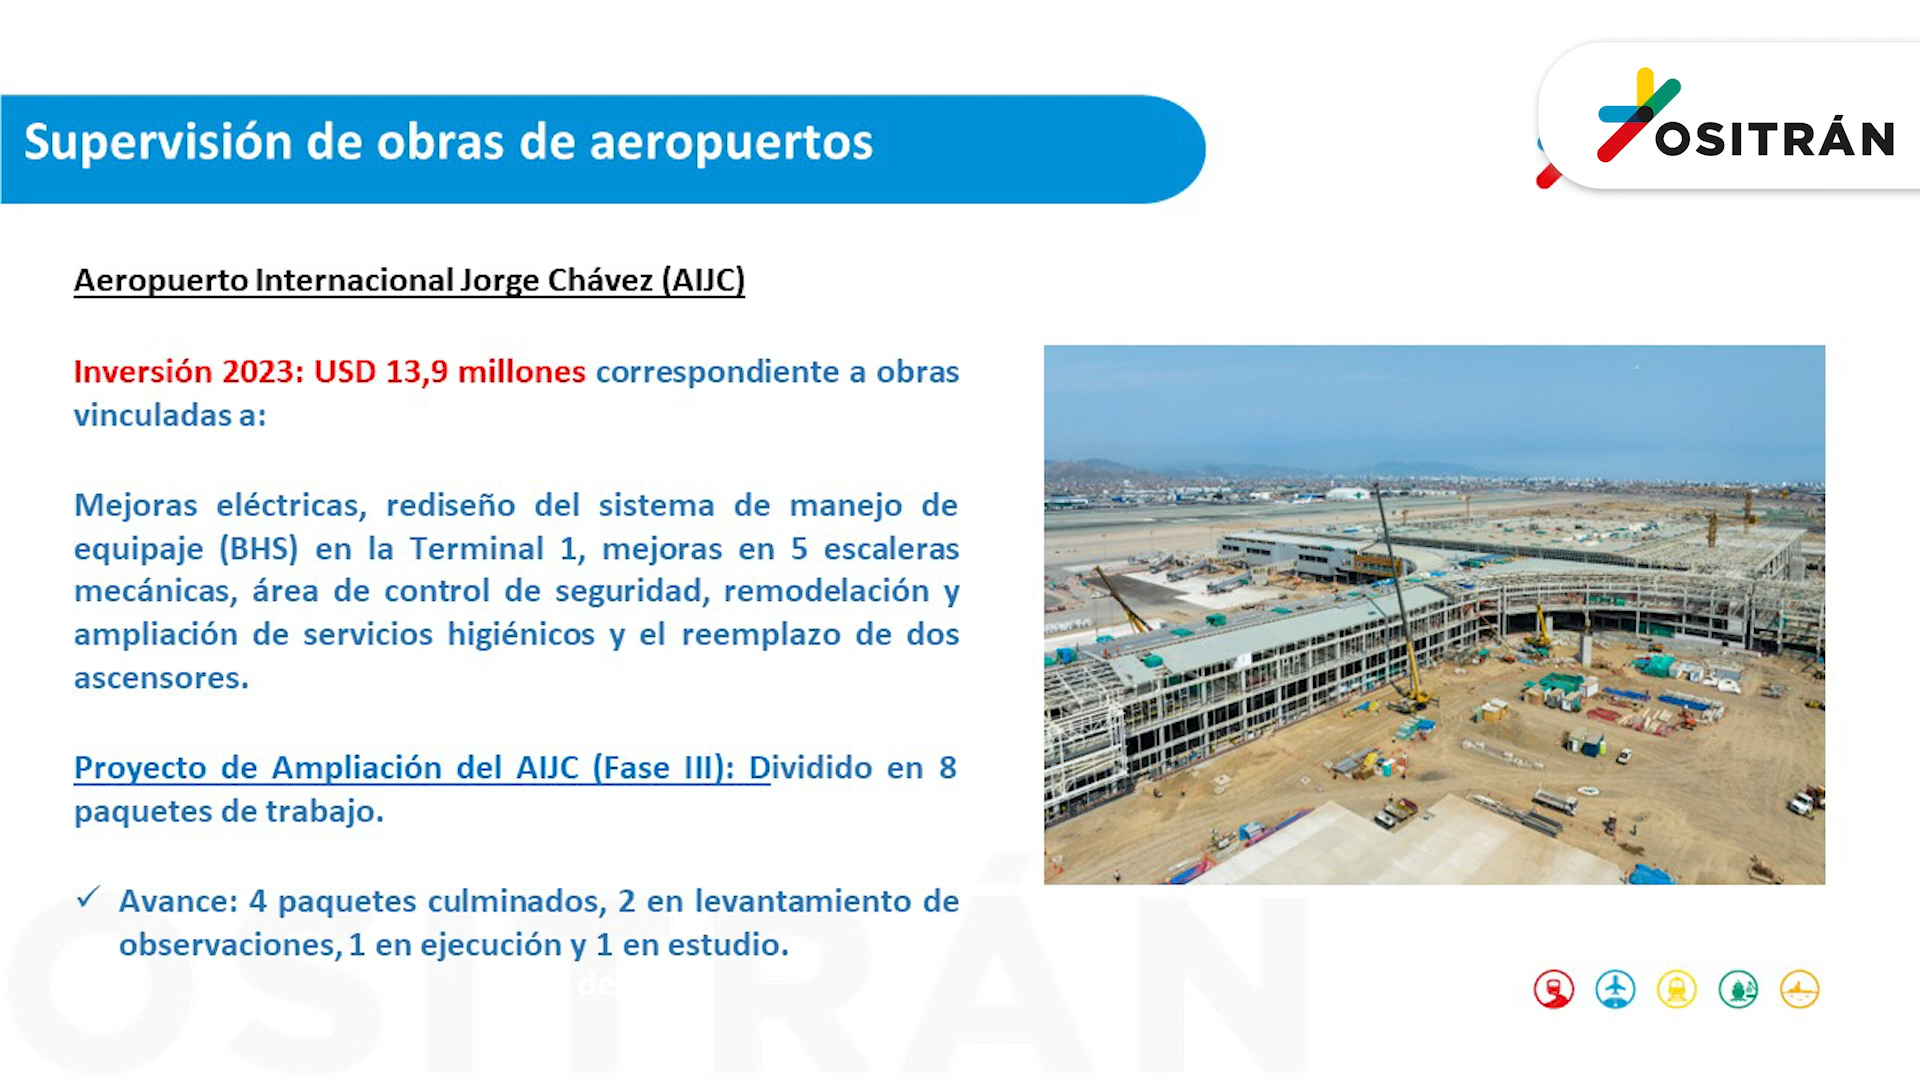 Supervisión de obras de aeropuertos
OSITRÁN
Aeropuerto Internacional Jorge Chávez (AIJC)
Inversión 2023: USD 13,9 millones correspondiente a obras
vinculadas a:
Mejoras eléctricas, rediseño del sistema de manejo de
equipaje (BHS) en la Terminal 1, mejoras en 5 escaleras
mecánicas, área de control de seguridad, remodelación y
ampliación de servicios higiénicos y el reemplazo de dos
ascensores.
Proyecto de Ampliación del AIJC (Fase III): Dividido en 8
paquetes de trabajo.
✓ Avance: 4 paquetes culminados, 2 en levantamiento de
observaciones, 1 en ejecución y 1 en estudio.
de
OSITRÁN